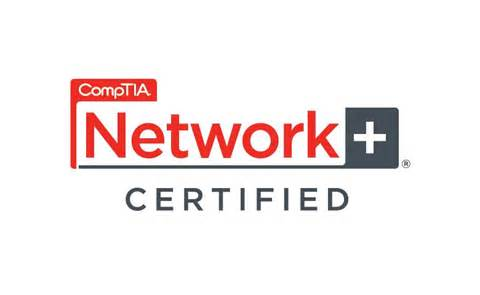 CompTIA.
Network+
®
CERTIFIED